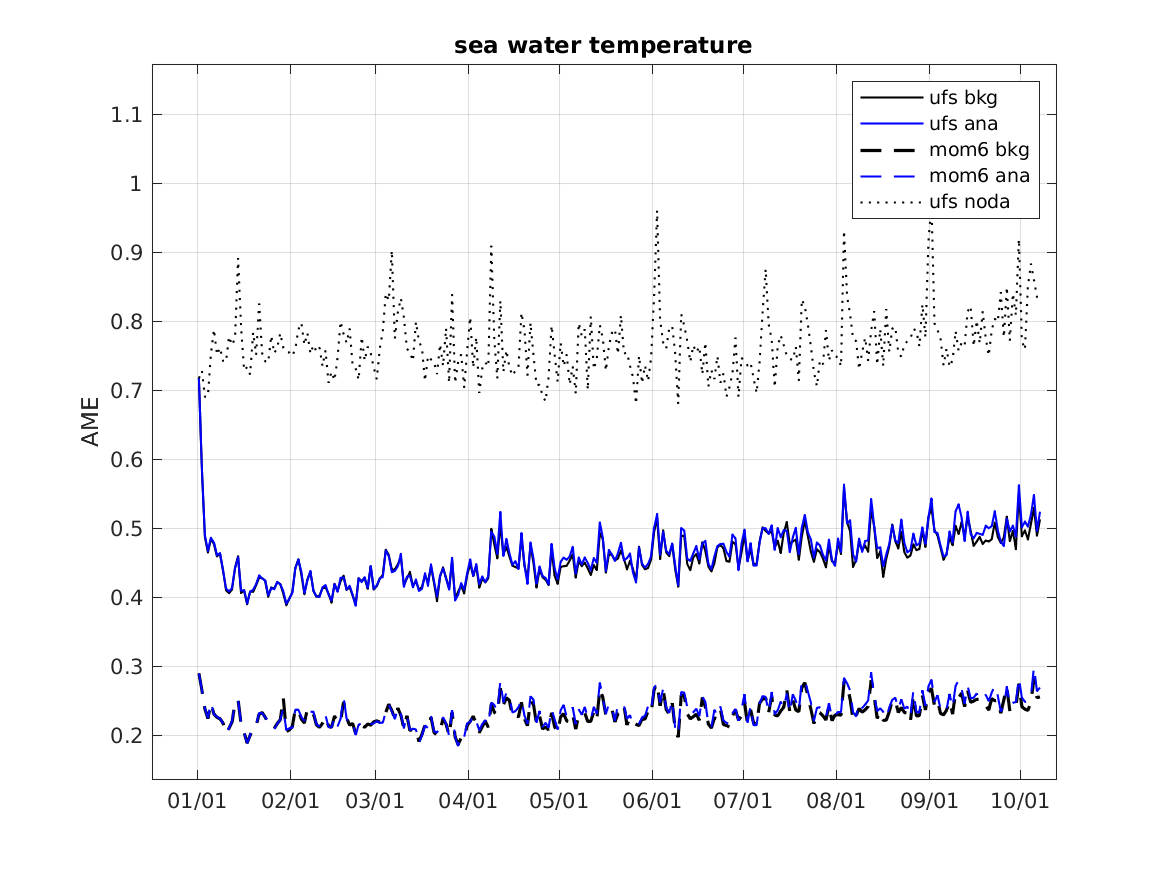 sea water temperature
AME
1.1
1
0.9
0.8
0.7
0.6
0.5
0.4
0.3
0.2
01/01 02/01 03/01 04/01 05/01 06/01 07/01 08/01 09/01 10/01
ufs bkg
ufs ana
mom6 bkg
mom6 ana
ufs noda